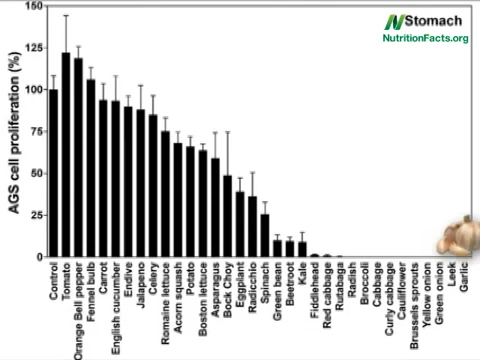 Stomach
NutritionFacts.org
AGS cell proliferation (%)
150
125
100
75
50
25
0
Control
Tomato
Orange Bell pepper
Fennel bulb
Carrot
English cucumber
Endive
Jalapeno
Celery
Romaine lettuce
Acorn squash
Potato
Boston lettuce
Asparagus
Bock Choy
Eggplant
Radicchio
Spinach
Green bean
Beetroot
Kale
Fiddlehead
Red cabbage
Rutabaga
Radish
Broccoli
Cabbage
Curly cabbage
Cauliflower
Brussels sprouts
Yellow onion
Green onion
Leek
Garlic